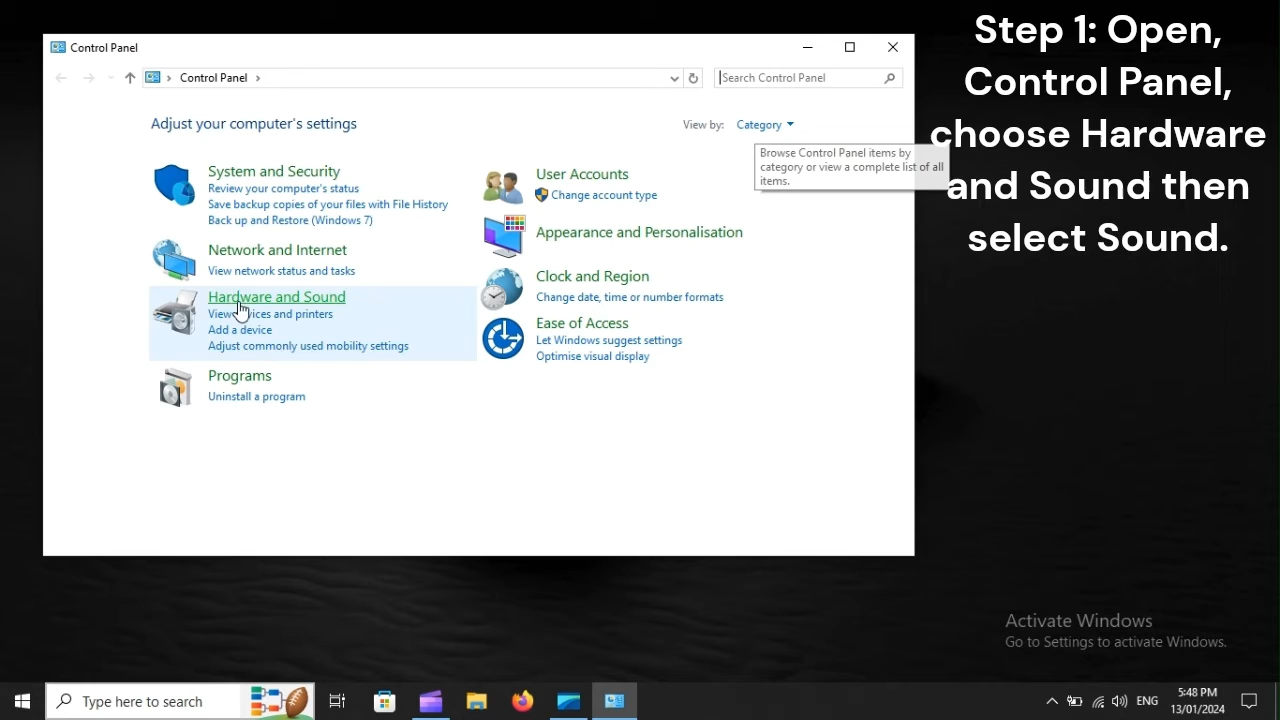 Control Panel
Control Panel
Search Control Panel
Adjust your computer's settings
View by: Category
Browse Control Panel items by
category or view a complete list of all
items.
System and Security
Review your computer's status
Save backup copies of your files with File History
Back up and Restore (Windows 7)
Network and Internet
View network status and tasks
Hardware and Sound
View devices and printers
Add a device
Adjust commonly used mobility settings
Programs
Uninstall a program
User Accounts
Change account type
Appearance and Personalisation
Clock and Region
Change date, time or number formats
Ease of Access
Let Windows suggest settings
Optimise visual display
Step 1: Open,
Control Panel,
choose Hardware
and Sound then
select Sound.
Activate Windows
Go to Settings to activate Windows.
Type here to search
ENG
5:48 PM
13/01/2024